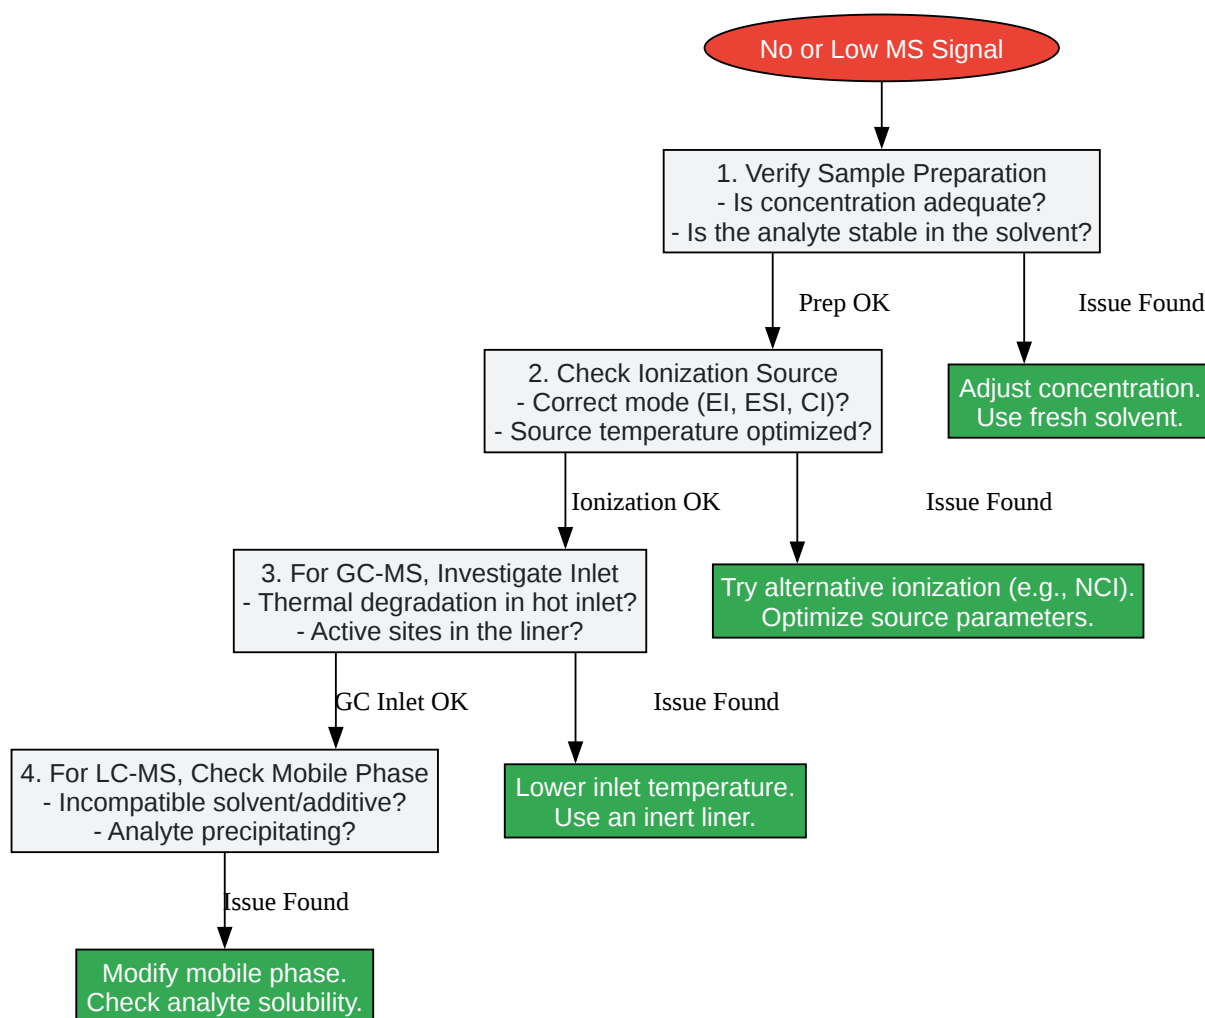 No or Low MS Signal
1. Verify Sample Preparation
- Is concentration adequate?
- Is the analyte stable in the solvent?
Prep OK
Issue Found
2. Check Ionization Source
- Correct mode (EI, ESI, CI)?
- Source temperature optimized?
Adjust concentration.
Use fresh solvent.
Ionization OK
Issue Found
3. For GC-MS, Investigate Inlet
- Thermal degradation in hot inlet?
- Active sites in the liner?
Try alternative ionization (e.g., NCI).
Optimize source parameters.
GC Inlet OK
Issue Found
4. For LC-MS, Check Mobile Phase
- Incompatible solvent/additive?
- Analyte precipitating?
Lower inlet temperature.
Use an inert liner.
Issue Found
Modify mobile phase.
Check analyte solubility.